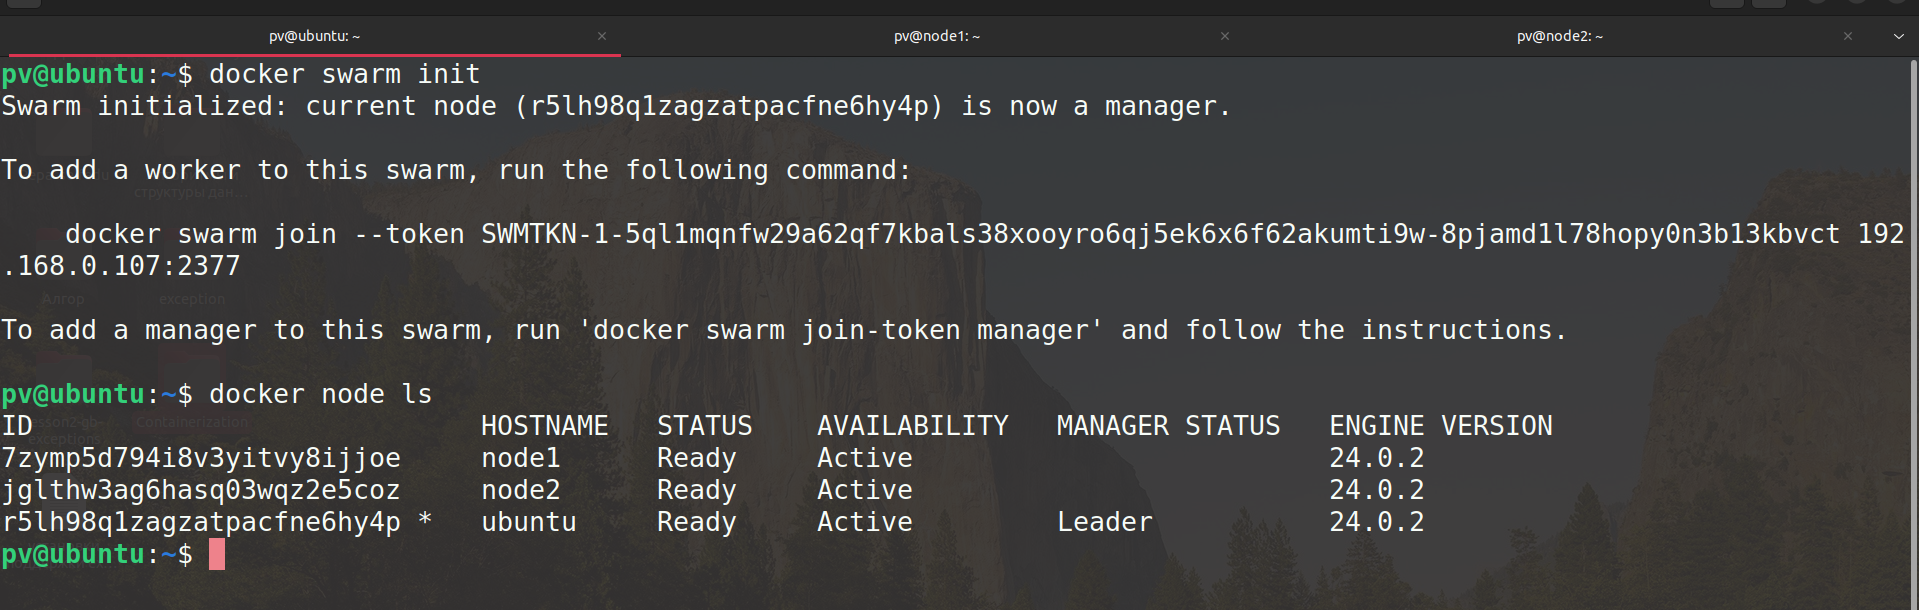 pv@ubuntu: ~
pv@node1: ~
pv@node2: ~
pv@ubuntu:~$ docker swarm init
Swarm initialized: current node (r5lh98q1zagzatpacfne6hy4p) is now a manager.
To add a worker to this swarm, run the following command:
структуры дан...
docker swarm join --token SWMTKN-1-5ql1mqnfw29a62qf7kbals38xooyro6qj5ek6x6f62akumti9w-8pjamd1l78hopy0n3b13kbvct 192
.168.0.107:2377
Алгор
exception
To add a manager to this swarm, run 'docker swarm join-token manager' and follow the instructions.
pv@ubuntu:~$ docker node ls
ID HOSTNAME STATUS AVAILABILITY MANAGER STATUS ENGINE VERSION
exceptions
7zymp5d794i8v3yitvy8ijjoe node1 Ready Active 24.0.2
jglthw3ag6hasq03wqz2e5coz node2 Ready Active 24.0.2
r5lh98q1zagzatpacfne6hy4p * ubuntu Ready Active Leader 24.0.2
pv@ubuntu:~$